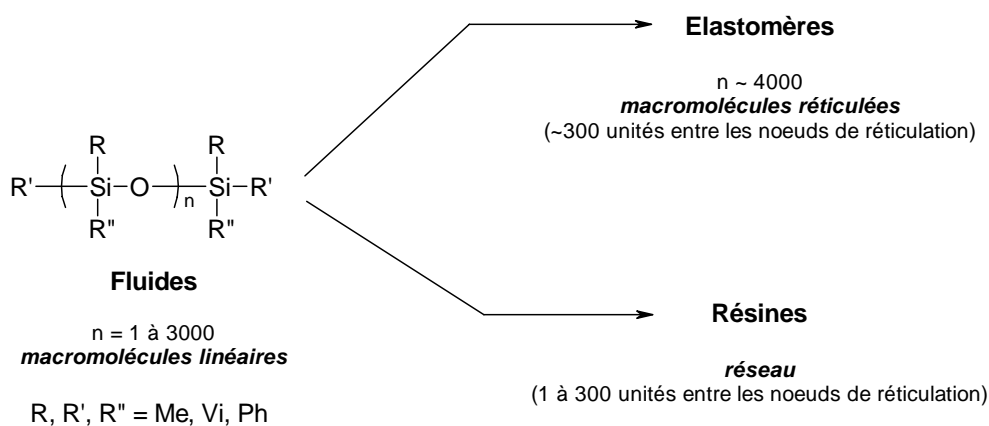 Elastomères
n ~ 4000
macromolécules réticulées
(~300 unités entre les noeuds de réticulation)
R R
R' ( Si O ) n Si R'
R" R"
Fluides
n = 1 à 3000
macromolécules linéaires
R, R', R" = Me, Vi, Ph
Résines
réseau
(1 à 300 unités entre les noeuds de réticulation)